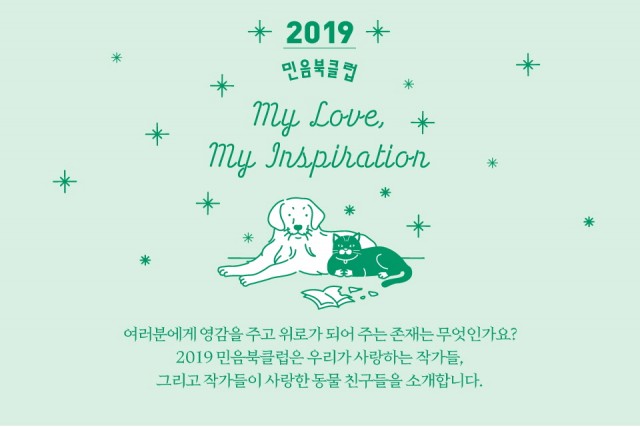 2019
민음북클럽
My Love,
My Inspiration
여러분에게 영감을 주고 위로가 되어 주는 존재는 무엇인가요?
2019 민음북클럽은 우리가 사랑하는 작가들,
그리고 작가들이 사랑한 동물 친구들을 소개합니다.